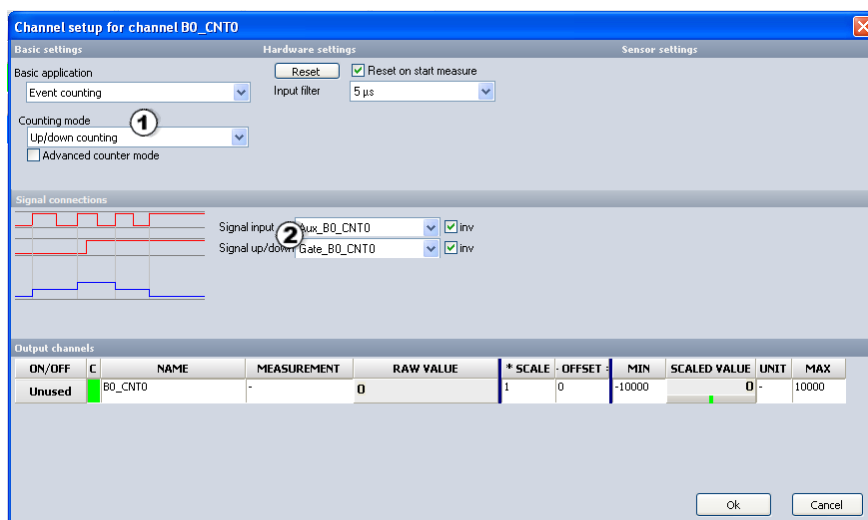 Channel setup for channel B0_CNT0
Basic settings Hardware settings Sensor settings
Basic application Reset Reset on start measure
Event counting Input filter 5 µs
Counting mode 1
Up/down counting
Advanced counter mode
Signal connections
Signal input 2 Aux_B0_CNT0 inv
Signal up/down Gate_B0_CNT0 inv
Output channels
ON/OFF C NAME MEASUREMENT RAW VALUE * SCALE - OFFSET = MIN SCALED VALUE UNIT MAX
Unused B0_CNT0 - 0 1 0 -10000 0 - 10000
Ok Cancel